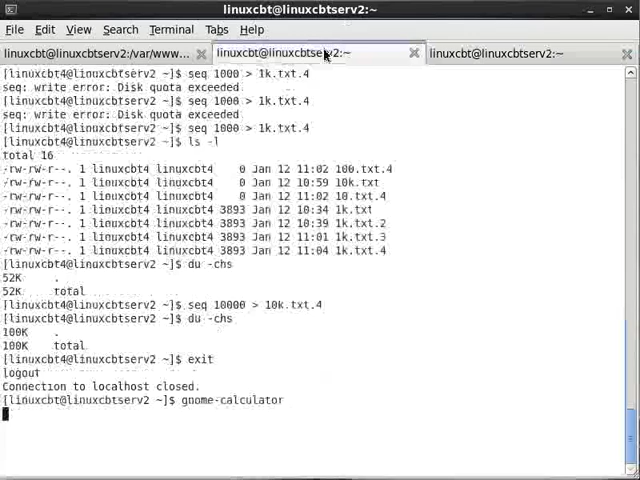 linuxcbt@linuxcbtserv2:~
File Edit View Search Terminal Tabs Help
linuxcbt@linuxcbtserv2:/var/www... linuxcbt@linuxcbtserv2:~ linuxcbt@linuxcbtserv2:~
[linuxcbt4@linuxcbtserv2 ~]$ seq 1000 > 1k.txt.4
seq: write error: Disk quota exceeded
[linuxcbt4@linuxcbtserv2 ~]$ seq 1000 > 1k.txt.4
seq: write error: Disk quota exceeded
[linuxcbt4@linuxcbtserv2 ~]$ seq 1000 > 1k.txt.4
[linuxcbt4@linuxcbtserv2 ~]$ ls -l
total 16
-rw-rw-r--. 1 linuxcbt4 linuxcbt4    0 Jan 12 11:02 100.txt.4
-rw-rw-r--. 1 linuxcbt4 linuxcbt4    0 Jan 12 10:59 10k.txt
-rw-rw-r--. 1 linuxcbt4 linuxcbt4    0 Jan 12 11:02 10.txt.4
-rw-rw-r--. 1 linuxcbt4 linuxcbt4 3893 Jan 12 10:34 1k.txt
-rw-rw-r--. 1 linuxcbt4 linuxcbt4 3893 Jan 12 10:39 1k.txt.2
-rw-rw-r--. 1 linuxcbt4 linuxcbt4 3893 Jan 12 11:01 1k.txt.3
-rw-rw-r--. 1 linuxcbt4 linuxcbt4 3893 Jan 12 11:04 1k.txt.4
[linuxcbt4@linuxcbtserv2 ~]$ du -chs
52K     .
52K     total
[linuxcbt4@linuxcbtserv2 ~]$ seq 10000 > 10k.txt.4
[linuxcbt4@linuxcbtserv2 ~]$ du -chs
100K    .
100K    total
[linuxcbt4@linuxcbtserv2 ~]$ exit
logout
Connection to localhost closed.
[linuxcbt@linuxcbtserv2 ~]$ gnome-calculator